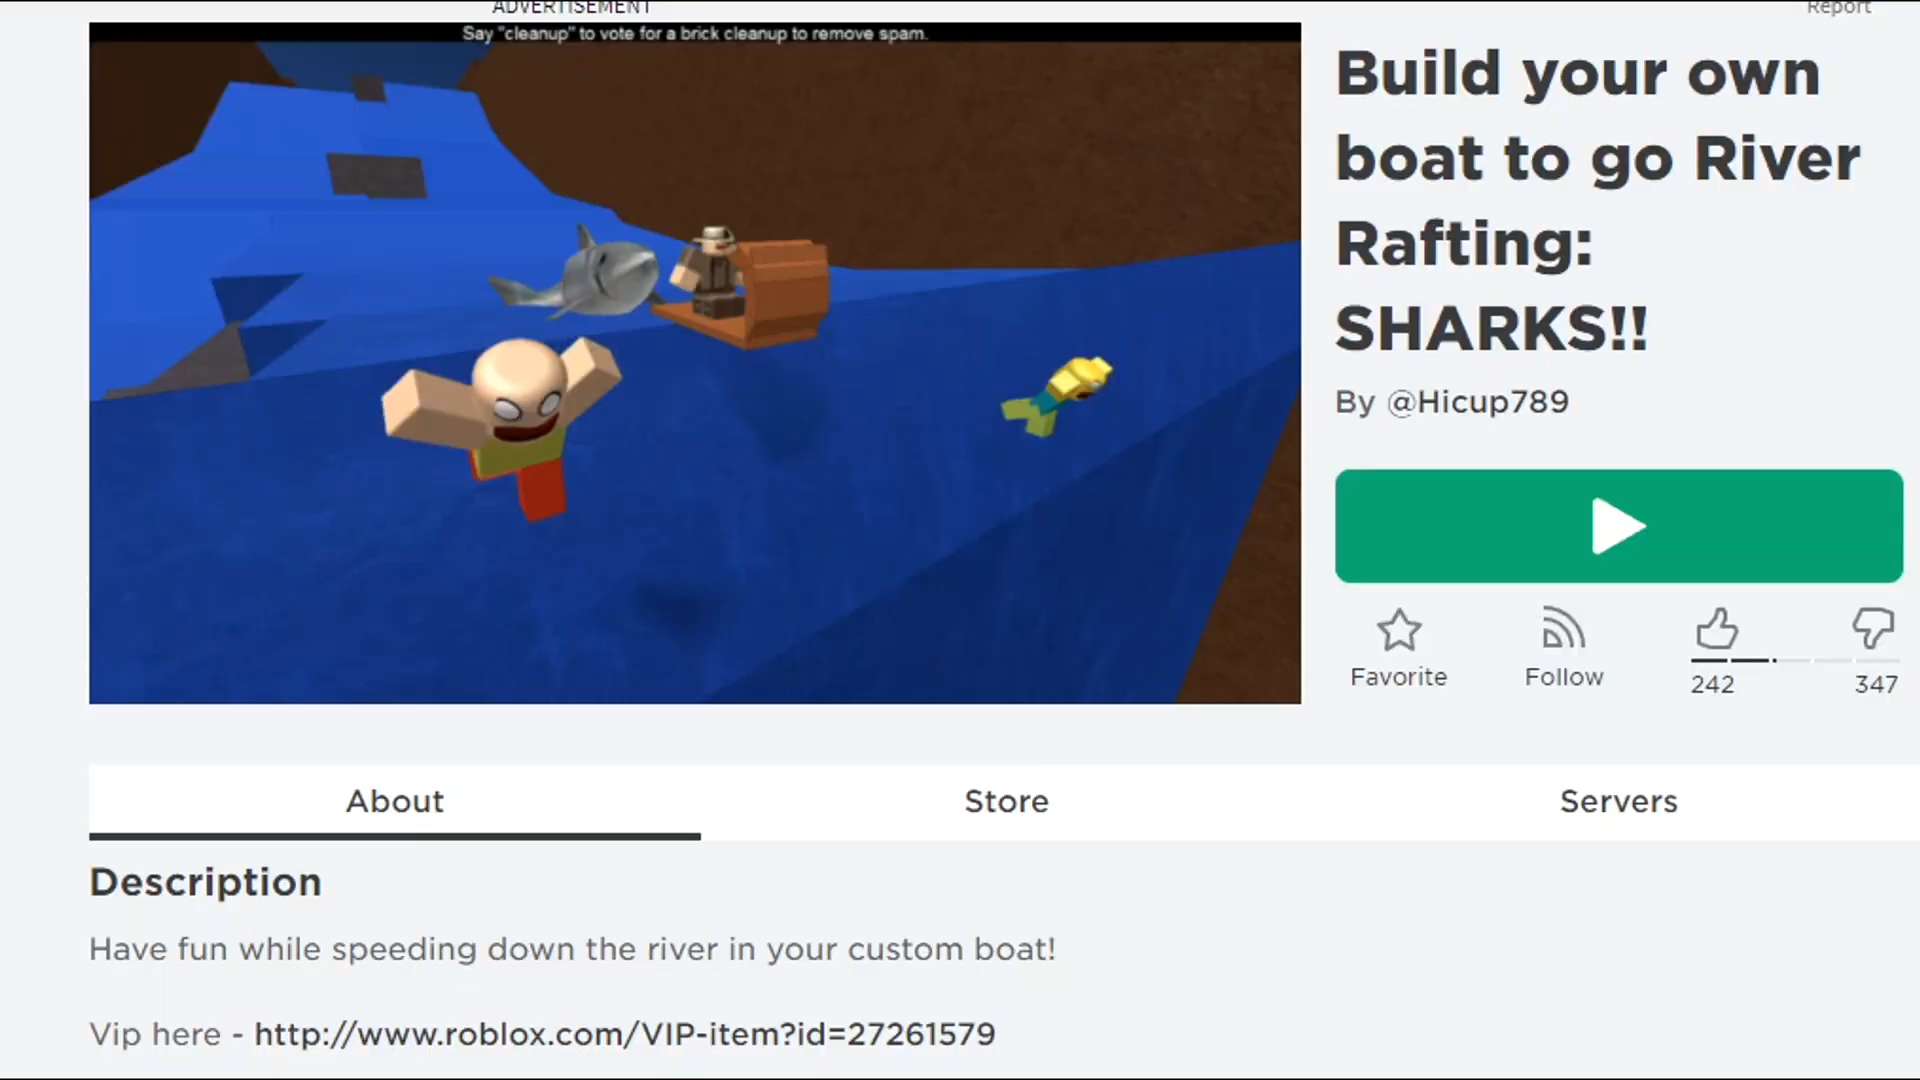 ADVERTISEMENT
Report
Say "cleanup" to vote for a brick cleanup to remove spam.
Build your own
boat to go River
Rafting:
SHARKS!!
By @Hicup789
Favorite
Follow
242
347
About
Store
Servers
Description
Have fun while speeding down the river in your custom boat!
Vip here - http://www.roblox.com/VIP-item?id=27261579